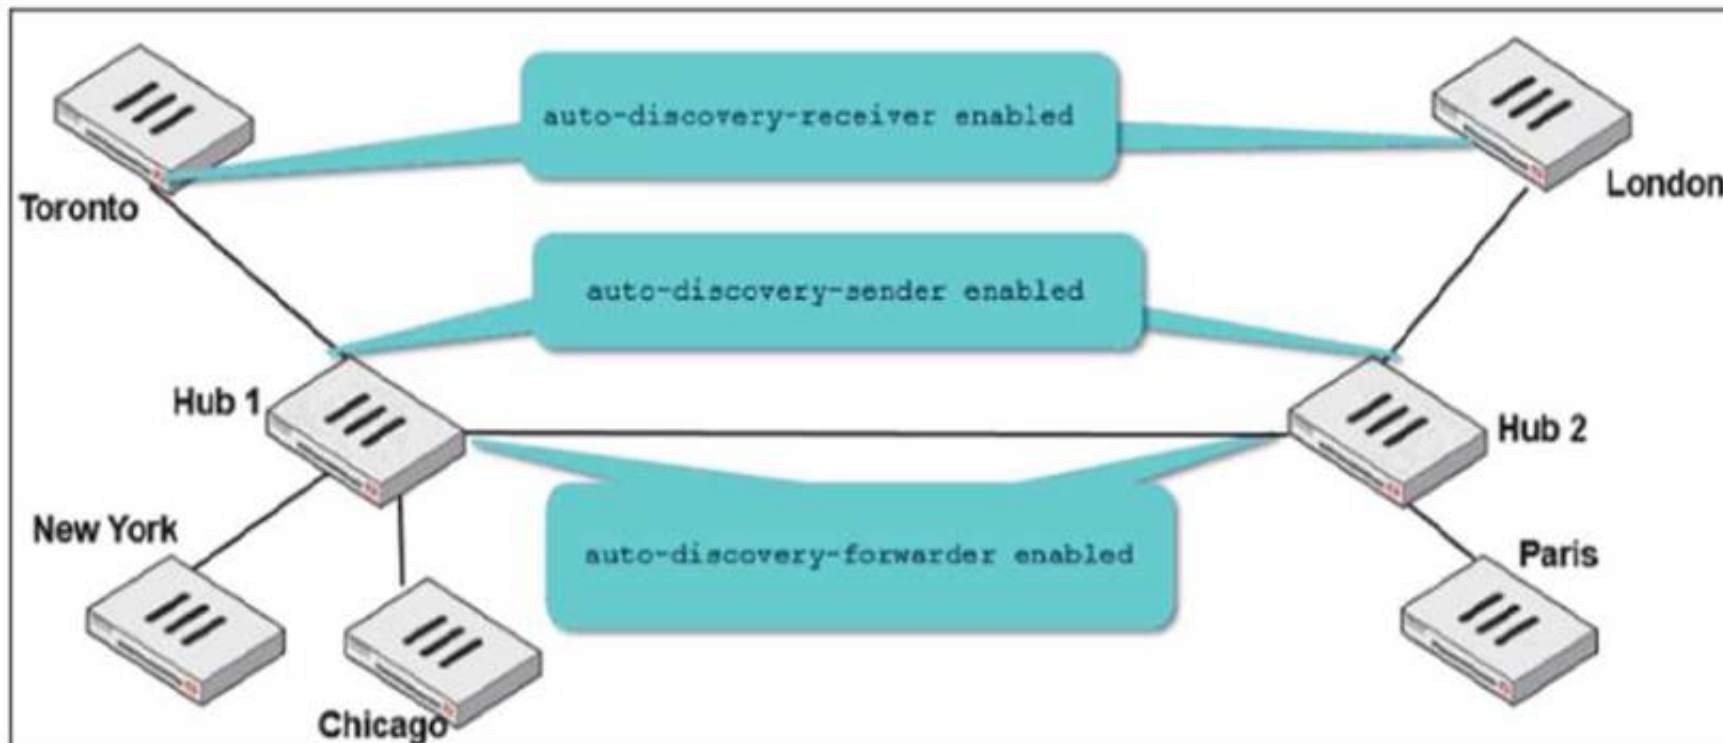 auto-discovery-receiver enabled
Toronto
London
auto-discovery-sender enabled
Hub 1
Hub 2
New York
auto-discovery-forwarder enabled
Paris
Chicago